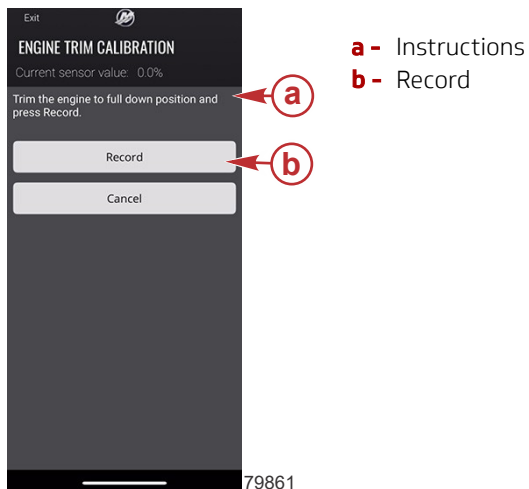 Exit
ENGINE TRIM CALIBRATION
Current sensor value: 0.0%
Trim the engine to full down position and
press Record.
Record
Cancel
a
b
a - Instructions
b - Record
79861